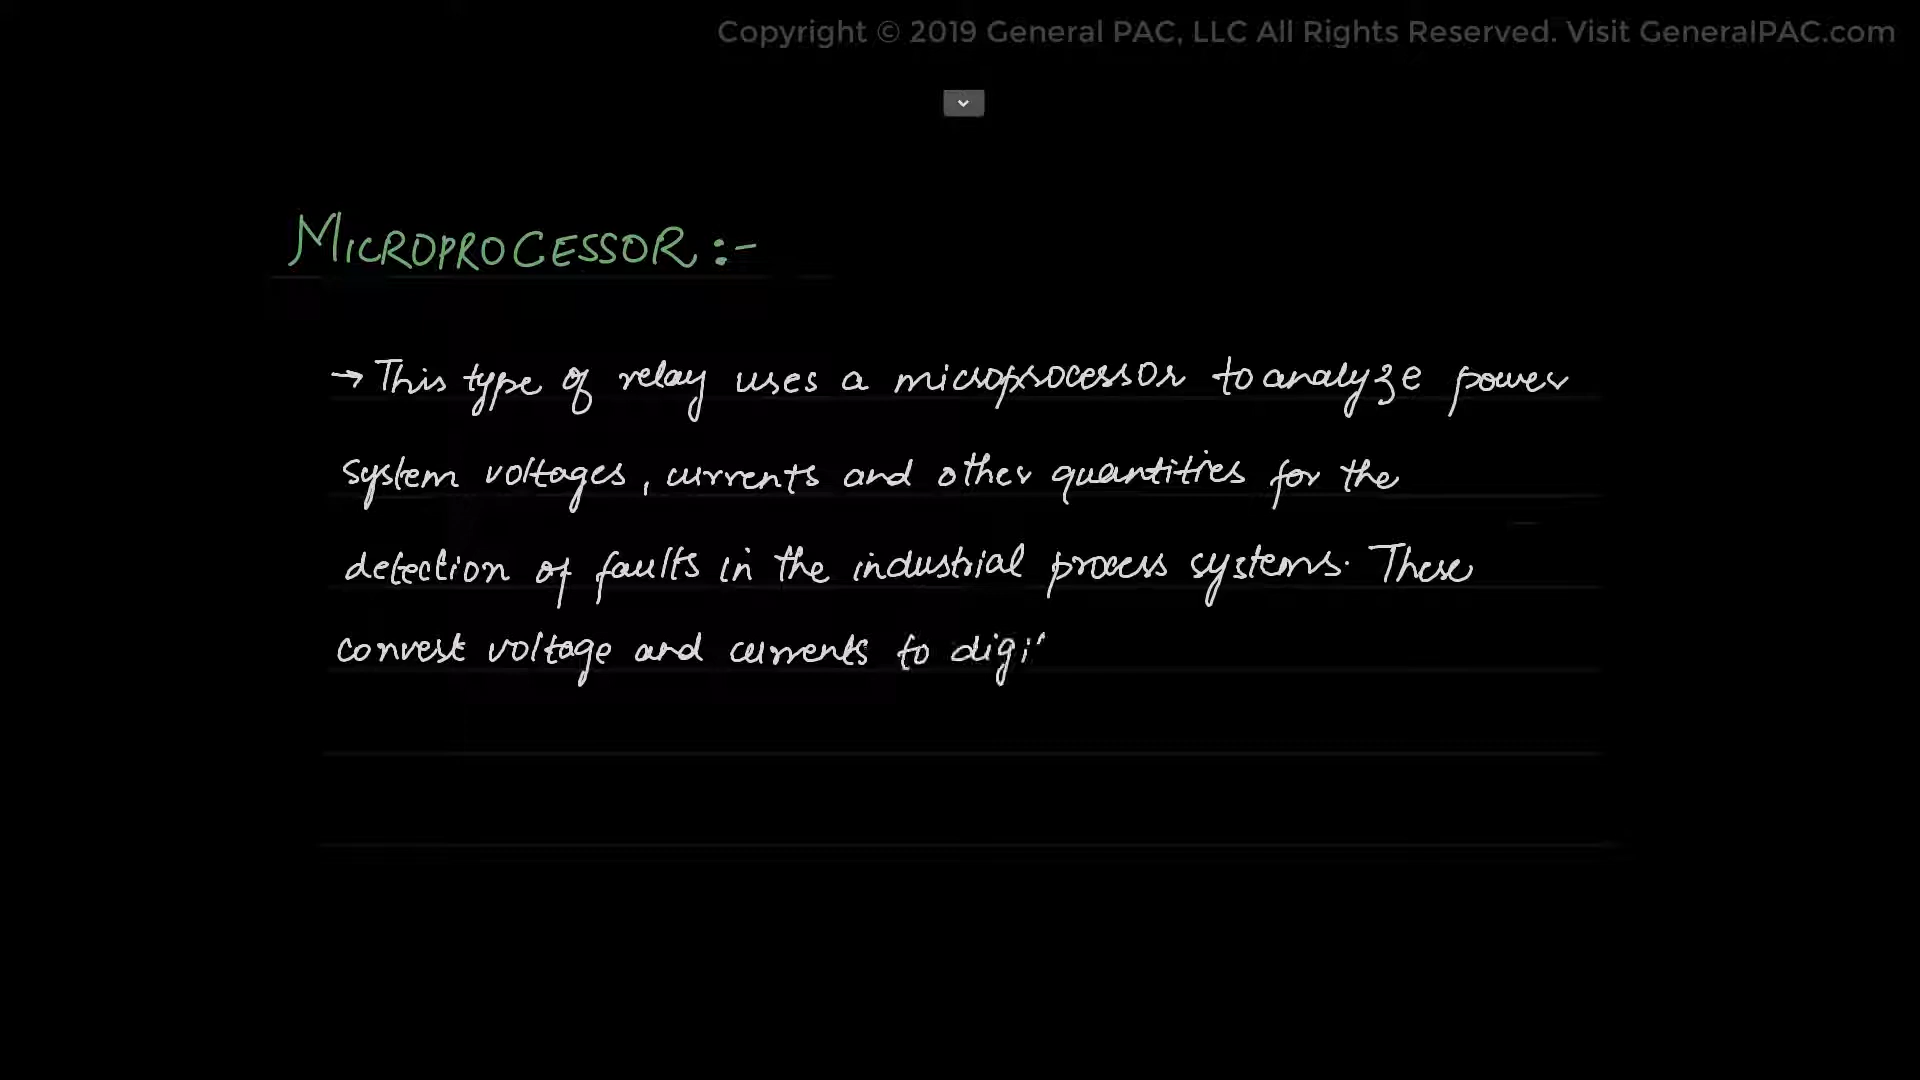 Copyright © 2019 General PAC, LLC All Rights Reserved. Visit GeneralPAC.com
MICROPROCESSOR :-
→ This type of relay uses a microprocessor to analyze power
system voltages, currents and other quantities for the
detection of faults in the industrial process systems. These
convert voltage and currents to digi